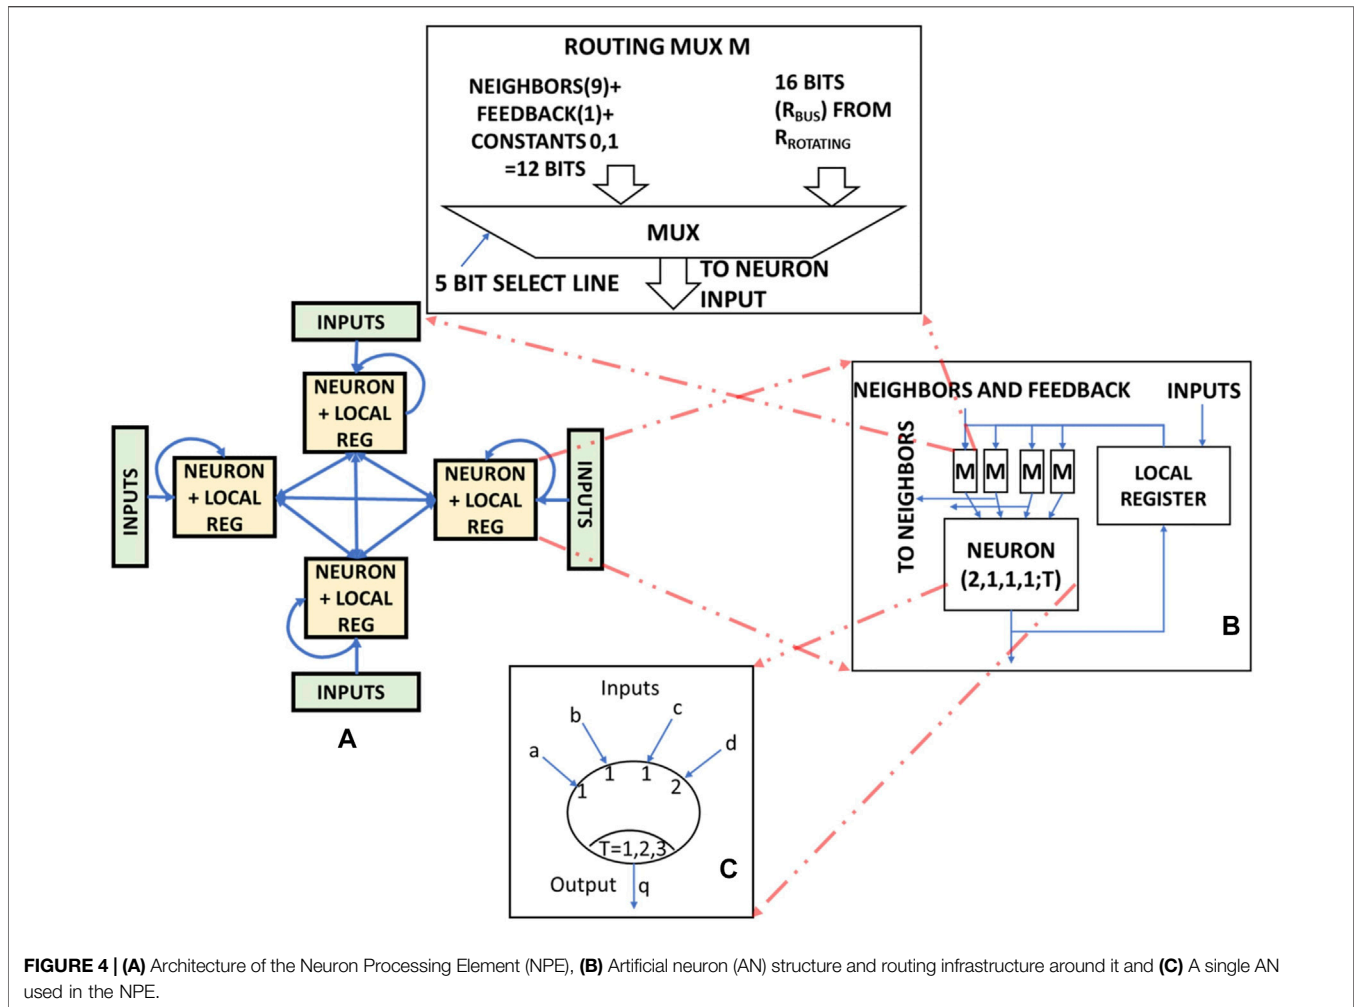 ROUTING MUX M
NEIGHBORS(9)+
FEEDBACK(1)+
CONSTANTS 0,1
=12 BITS
16 BITS
(RBUS) FROM
RROTATING
MUX
5 BIT SELECT LINE
TO NEURON
INPUT
INPUTS
NEURON
+ LOCAL
REG
INPUTS
NEURON
+ LOCAL
REG
NEURON
+ LOCAL
REG
INPUTS
NEURON
+ LOCAL
REG
INPUTS
A
NEIGHBORS AND FEEDBACK
INPUTS
TO NEIGHBORS
M M M M
LOCAL
REGISTER
NEURON
(2,1,1,1;T)
B
Inputs
a b c d
1 1 1 2
T=1,2,3
Output q
C
FIGURE 4 | (A) Architecture of the Neuron Processing Element (NPE), (B) Artificial neuron (AN) structure and routing infrastructure around it and (C) A single AN
used in the NPE.